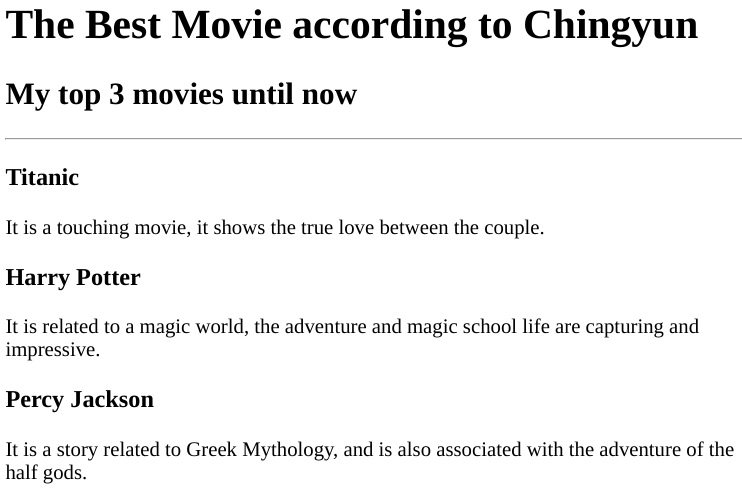 The Best Movie according to Chingyun
My top 3 movies until now
Titanic
It is a touching movie, it shows the true love between the couple.
Harry Potter
It is related to a magic world, the adventure and magic school life are capturing and
impressive.
Percy Jackson
It is a story related to Greek Mythology, and is also associated with the adventure of the
half gods.